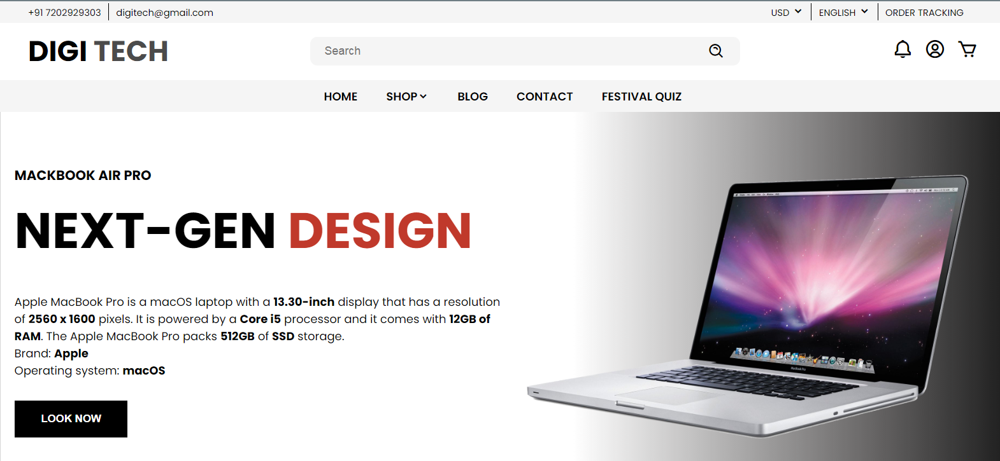 +91 7202929303 digitech@gmail.com USD ENGLISH ORDER TRACKING
DIGI TECH Search
HOME SHOP BLOG CONTACT FESTIVAL QUIZ
MACKBOOK AIR PRO
NEXT-GEN DESIGN
Apple MacBook Pro is a macOS laptop with a 13.30-inch display that has a resolution
of 2560 x 1600 pixels. It is powered by a Core i5 processor and it comes with 12GB of
RAM. The Apple MacBook Pro packs 512GB of SSD storage.
Brand: Apple
Operating system: macOS
LOOK NOW
MacBook Pro